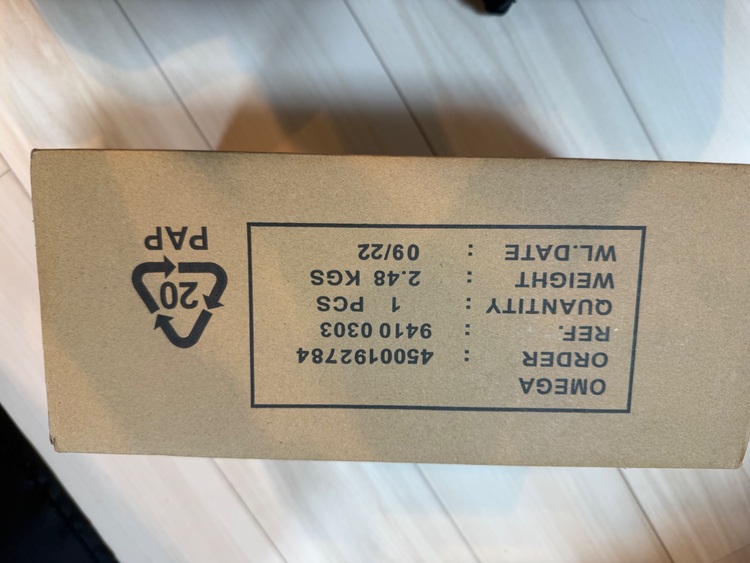 OMEGA
ORDER : 4500192784
REF. : 9410 0303
QUANTITY : 1 PCS
WEIGHT : 2.48 KGS
WL.DATE : 09/22
20
PAP